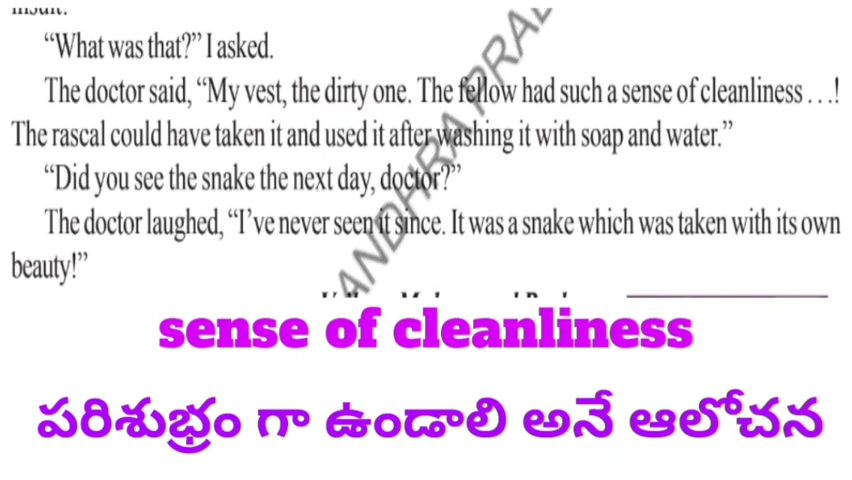 insult.
“What was that?” I asked.
The doctor said, “My vest, the dirty one. The fellow had such a sense of cleanliness . . .!
The rascal could have taken it and used it after washing it with soap and water.”
“Did you see the snake the next day, doctor?”
The doctor laughed, “I’ve never seen it since. It was a snake which was taken with its own
beauty!”
ANDHRA
sense of cleanliness
పరిశుభ్రం గా ఉండాలి అనే ఆలోచన